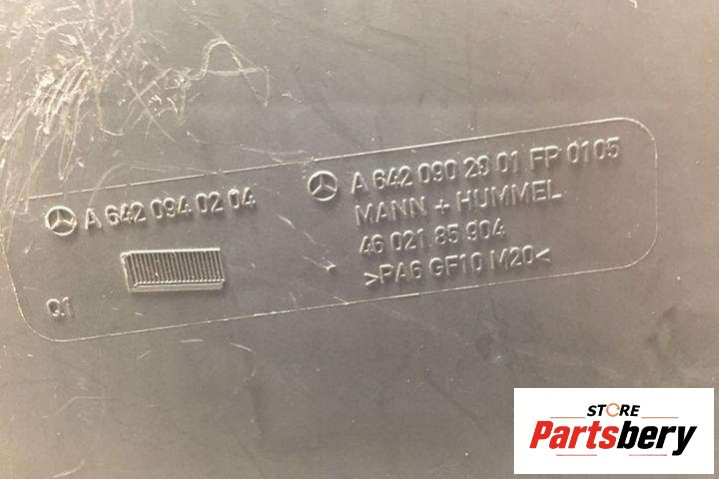 A 642 094 02 04
A 642 090 29 01 FP 0105
MANN + HUMMEL
46 021 85 904
>PA6 GF10 M20<
Q1
STORE
Partsbery